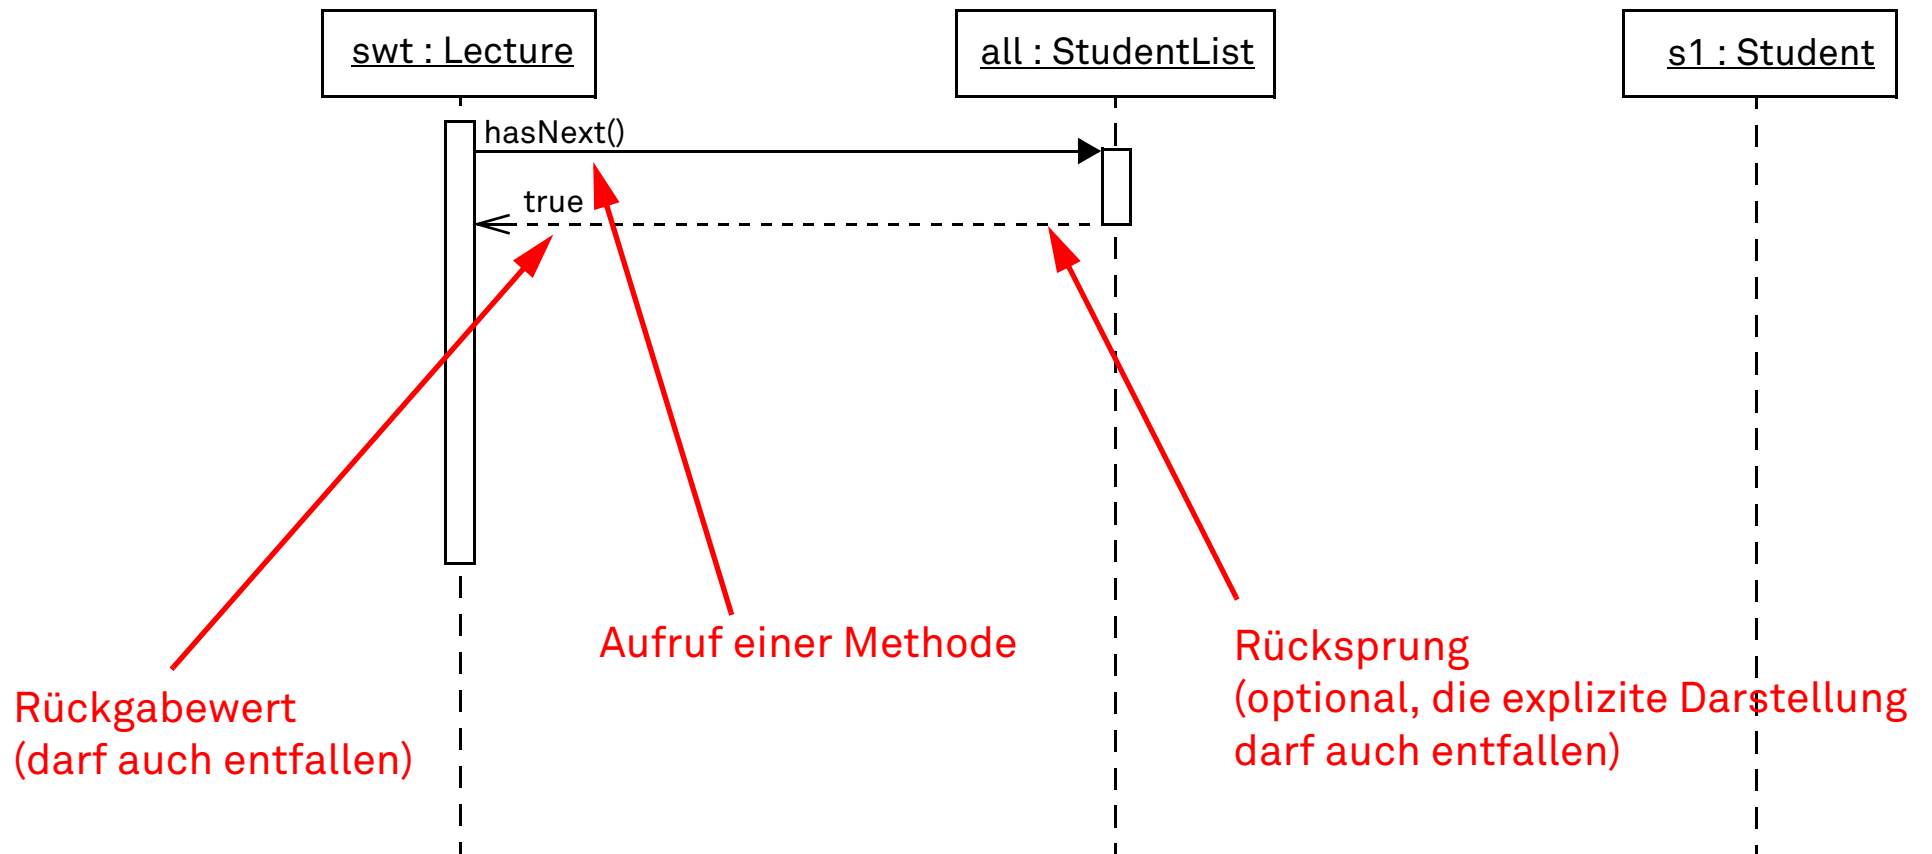 swt : Lecture
all : StudentList
s1 : Student
hasNext()
true
Aufruf einer Methode
Rücksprung
(optional, die explizite Darstellung
darf auch entfallen)
Rückgabewert
(darf auch entfallen)